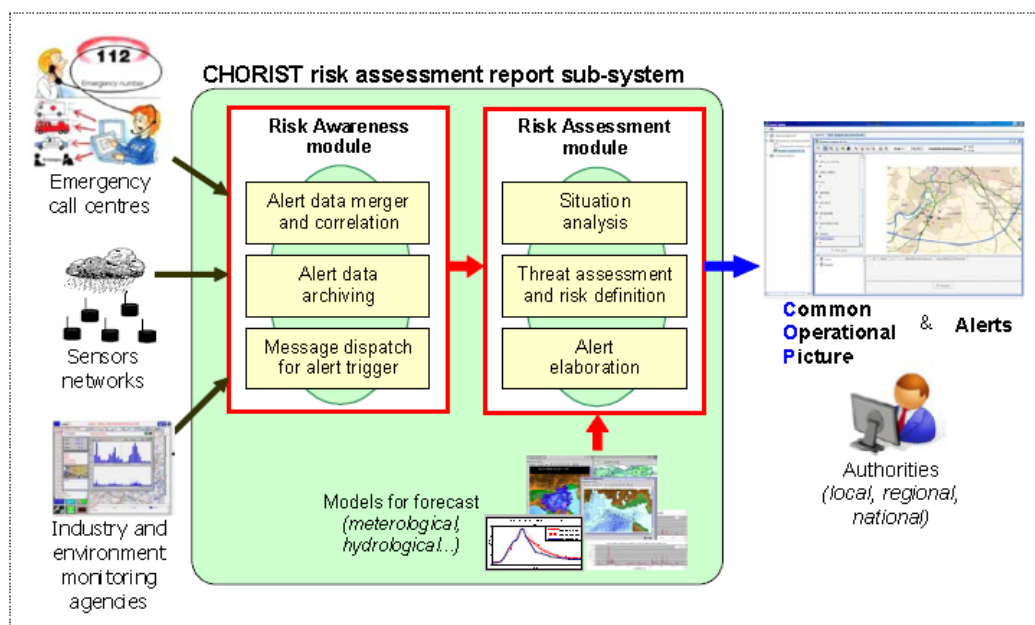 112
Emergency number
Emergency
call centres
Sensors
networks
Industry and
environment
monitoring
agencies
CHORIST risk assessment report sub-system
Risk Awareness
module
Alert data merger
and correlation
Alert data
archiving
Message dispatch
for alert trigger
Risk Assessment
module
Situation
analysis
Threat assessment
and risk definition
Alert
elaboration
Models for forecast
(meterological,
hydrological...)
Common
Operational
Picture
& Alerts
Authorities
(local, regional,
national)